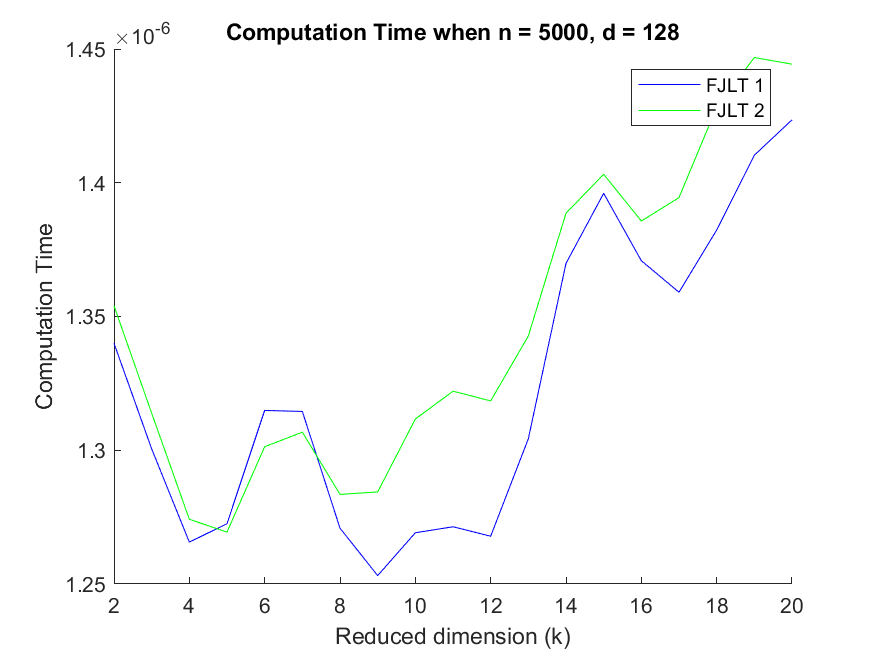 ×10-6
Computation Time when n = 5000, d = 128
1.45
1.4
1.35
1.3
1.25
Computation Time
FJLT 1
FJLT 2
2 4 6 8 10 12 14 16 18 20
Reduced dimension (k)